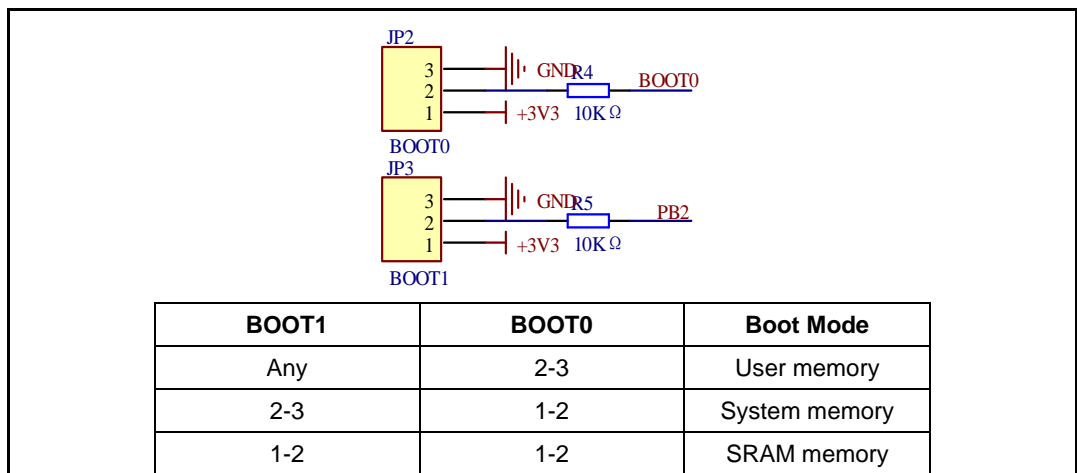 JP2
3
2
1
GND
R4
BOOT0
+3V3
10KΩ
BOOT0
JP3
3
2
1
GND
R5
PB2
+3V3
10KΩ
BOOT1
BOOT1 BOOT0 Boot Mode
Any 2-3 User memory
2-3 1-2 System memory
1-2 1-2 SRAM memory